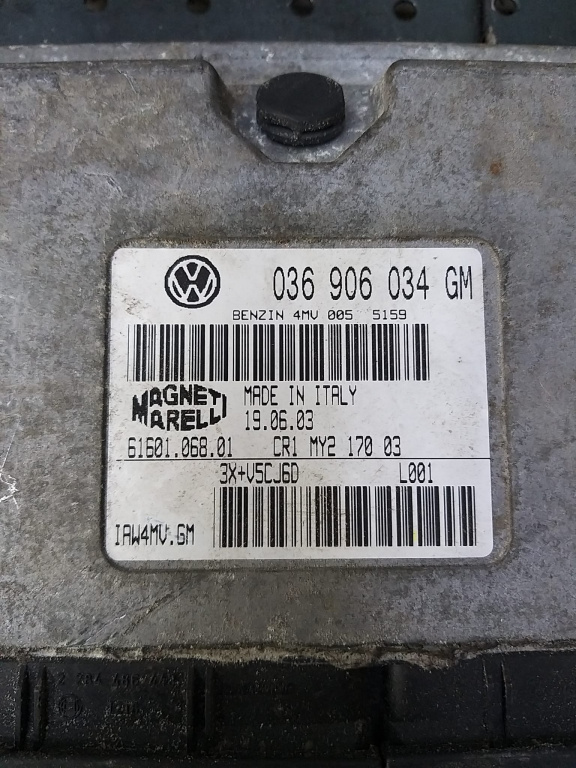 036 906 034 GM
BENZIN 4MV 005 5159
MAGNETI
MARELLI
MADE IN ITALY
19.06.03
61601.068.01 CR1 MY2 170 03
3X+V5CJ6D L001
IAW4MV.GM